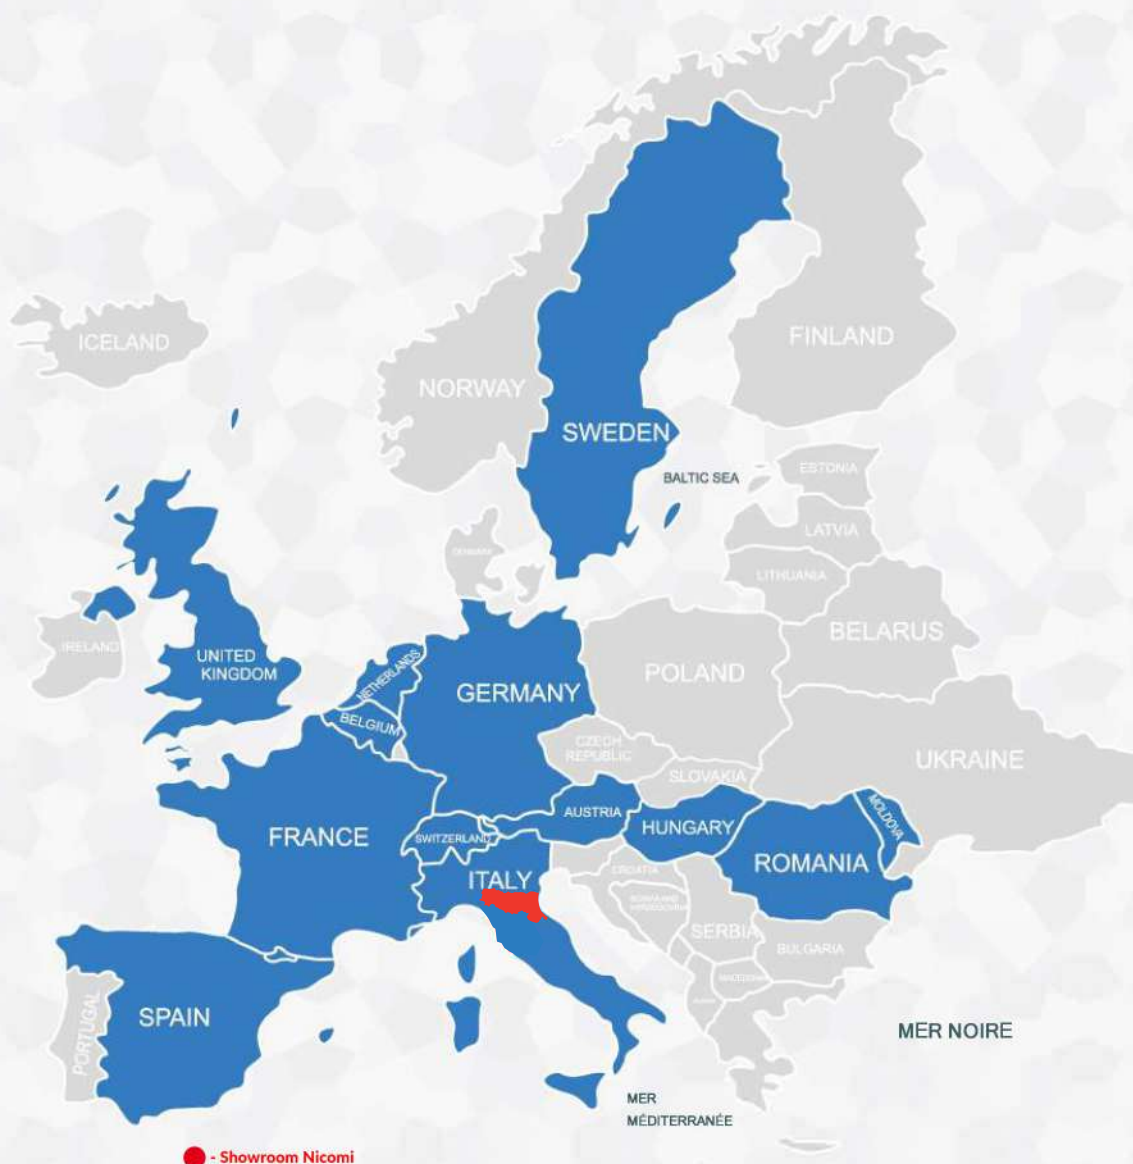 ICELAND
FINLAND
NORWAY
SWEDEN
BALTIC SEA
ESTONIA
LATVIA
DENMARK
LITHUANIA
BELARUS
IRELAND
UNITED
KINGDOM
NETHERLANDS
POLAND
GERMANY
BELGIUM
CZECH
REPUBLIC
SLOVAKIA
UKRAINE
AUSTRIA
MOLDOVA
FRANCE
SWITZERLAND
HUNGARY
ROMANIA
ITALY
CROATIA
SERBIA
BULGARIA
MACEDONIA
SPAIN
PORTUGAL
MER NOIRE
MER
MÉDITERRANÉE
- Showroom Nicomi